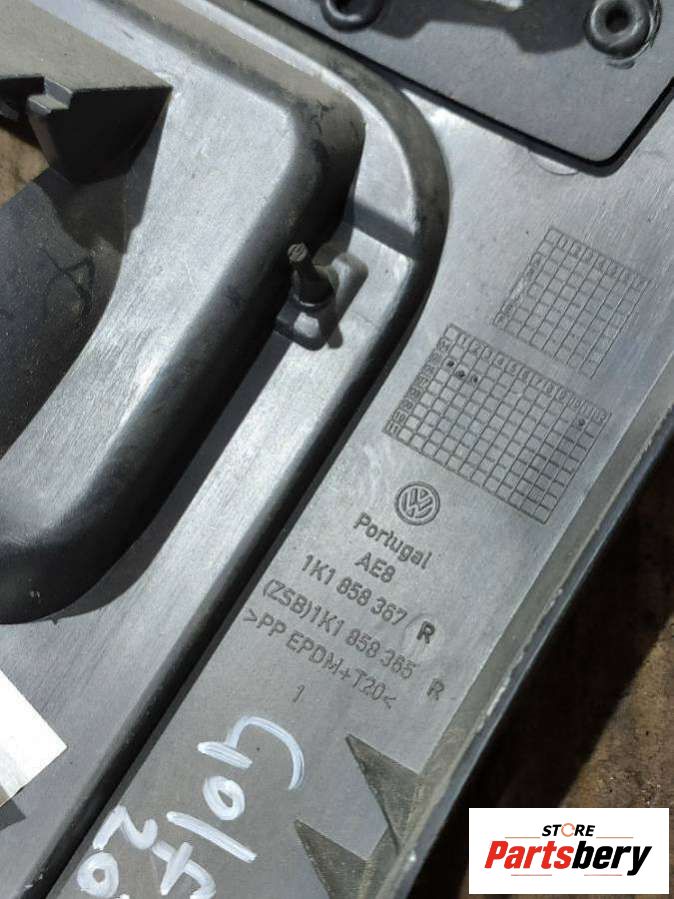 Portugal
AE8
1K1 858 367 R
(ZSB)1K1 858 365 R
>PP EPDM+T20<
1
GOLF
STORE
Partsbery